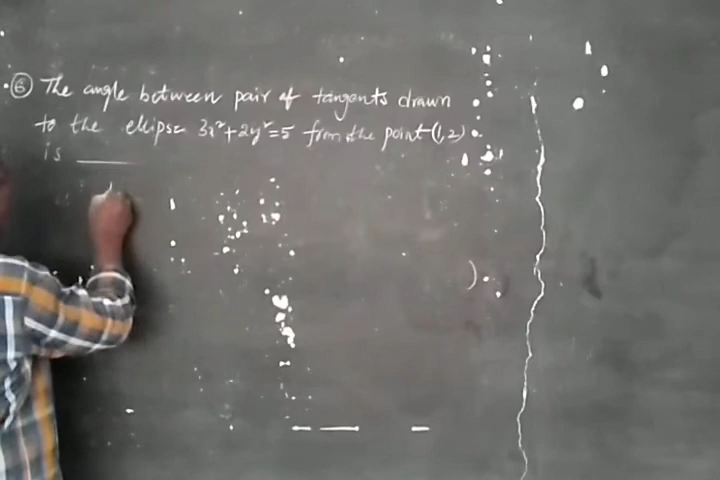 ⑥ The angle between pair of tangents drawn
to the ellipse 3x²+2y²=5 from the point (1,2)
is ______